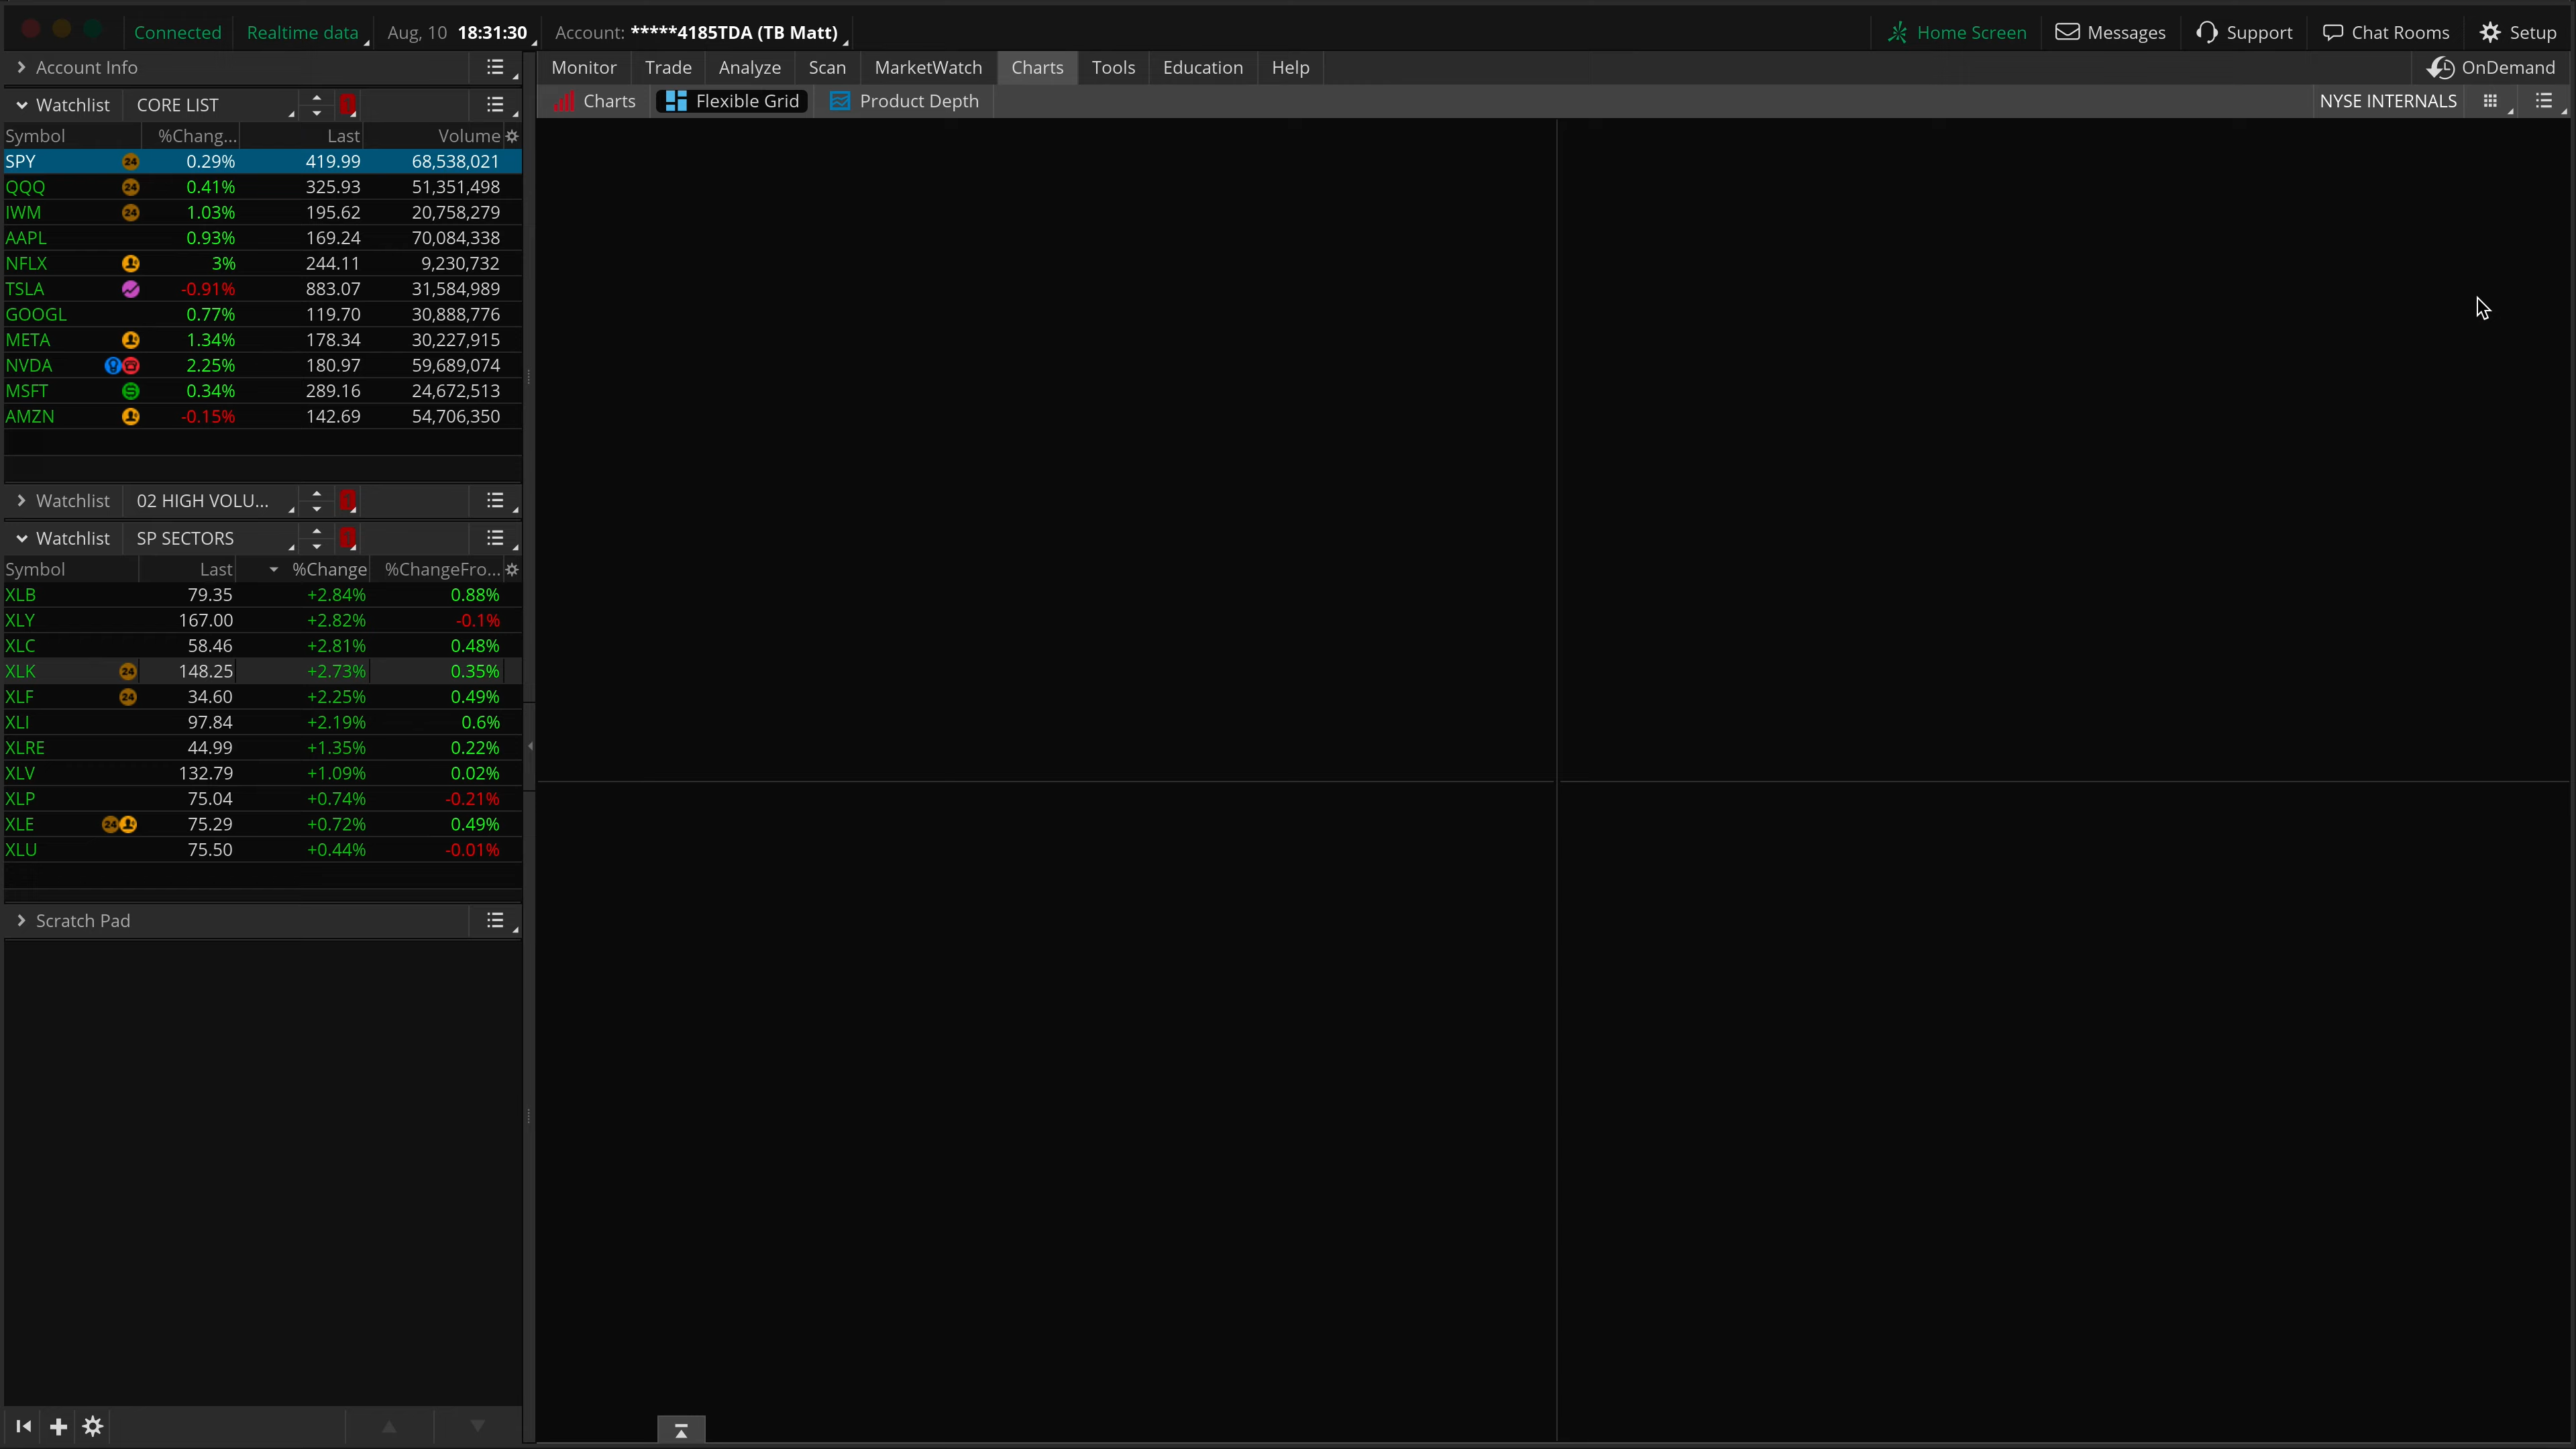 Connected Realtime data Aug, 10 18:31:30 Account: *****4185TDA (TB Matt) Home Screen Messages Support Chat Rooms Setup
Account Info
Monitor Trade Analyze Scan MarketWatch Charts Tools Education Help OnDemand
Charts Flexible Grid Product Depth NYSE INTERNALS
Watchlist CORE LIST
Symbol %Chang... Last Volume
SPY 24 0.29% 419.99 68,538,021
QQQ 24 0.41% 325.93 51,351,498
IWM 24 1.03% 195.62 20,758,279
AAPL 0.93% 169.24 70,084,338
NFLX 3% 244.11 9,230,732
TSLA -0.91% 883.07 31,584,989
GOOGL 0.77% 119.70 30,888,776
META 1.34% 178.34 30,227,915
NVDA 2.25% 180.97 59,689,074
MSFT 0.34% 289.16 24,672,513
AMZN -0.15% 142.69 54,706,350
Watchlist 02 HIGH VOLU...
Watchlist SP SECTORS
Symbol Last %Change %ChangeFro...
XLB 79.35 +2.84% 0.88%
XLY 167.00 +2.82% -0.1%
XLC 58.46 +2.81% 0.48%
XLK 24 148.25 +2.73% 0.35%
XLF 24 34.60 +2.25% 0.49%
XLI 97.84 +2.19% 0.6%
XLRE 44.99 +1.35% 0.22%
XLV 132.79 +1.09% 0.02%
XLP 75.04 +0.74% -0.21%
XLE 24 75.29 +0.72% 0.49%
XLU 75.50 +0.44% -0.01%
Scratch Pad